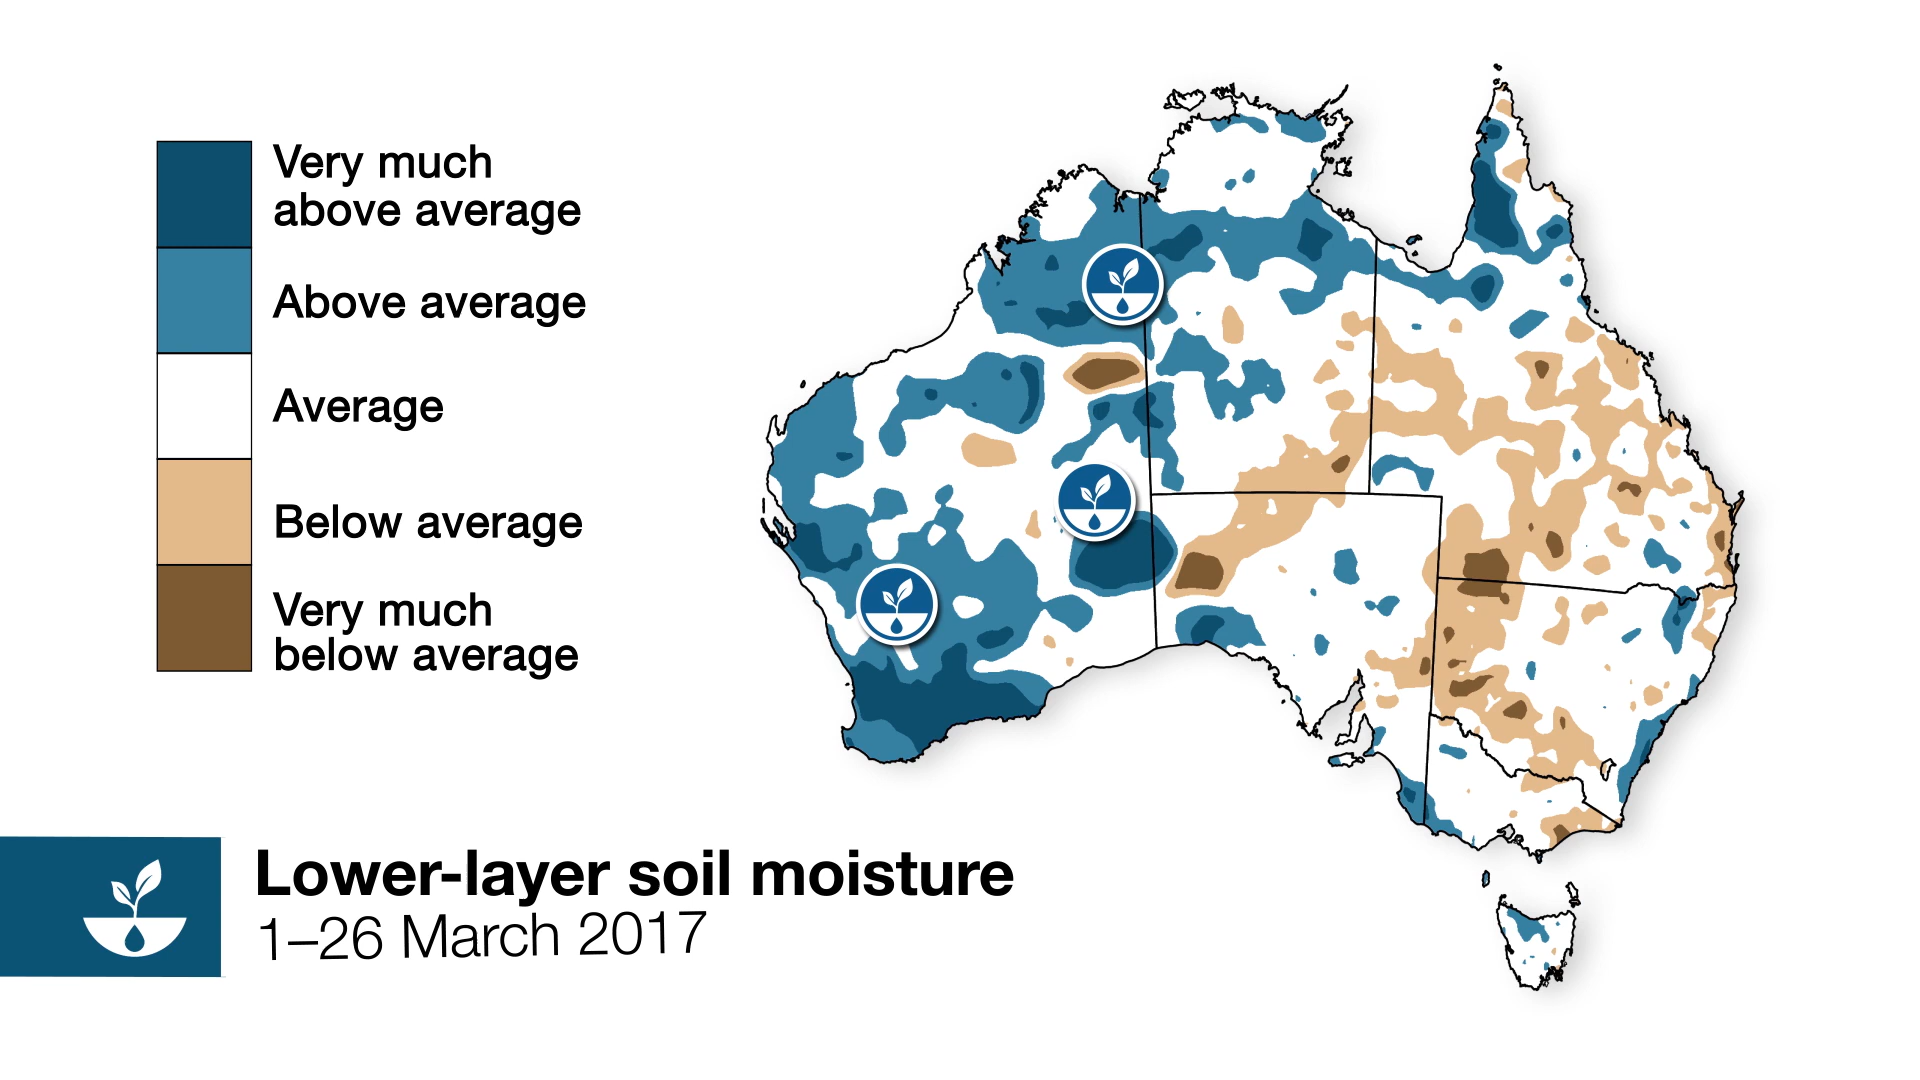 Very much
above average
Above average
Average
Below average
Very much
below average
Lower-layer soil moisture
1–26 March 2017